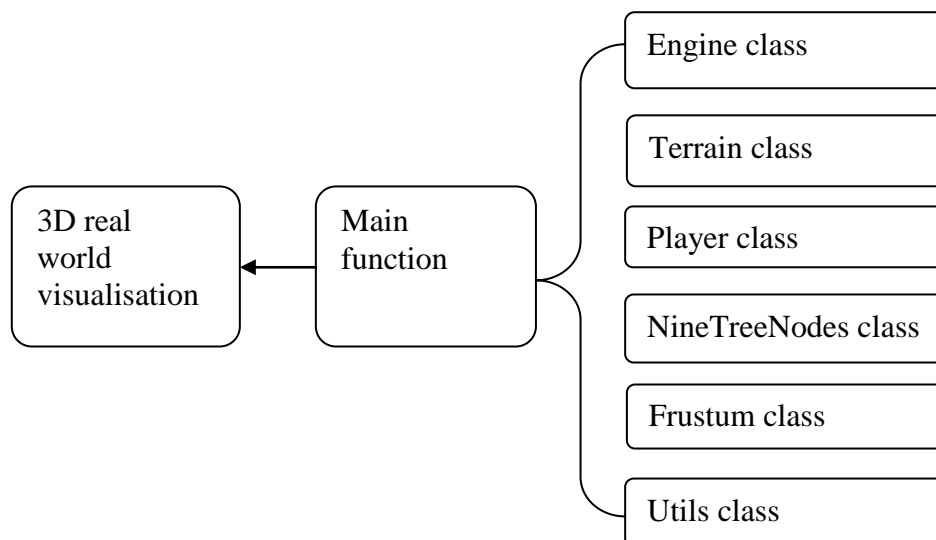 3D real
world
visualisation
Main
function
Engine class
Terrain class
Player class
NineTreeNodes class
Frustum class
Utils class